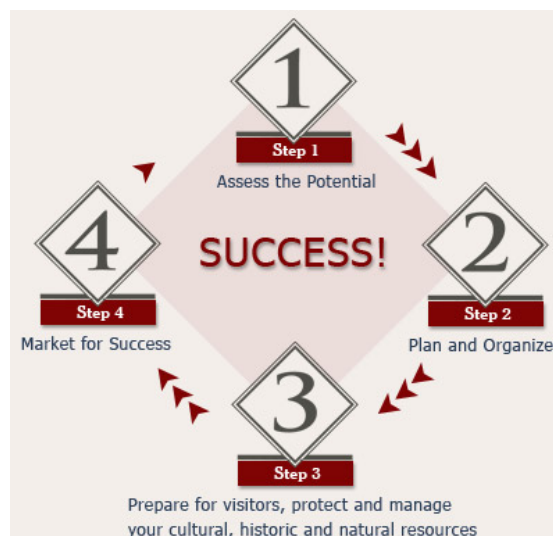 1
Step 1
Assess the Potential
2
Step 2
Plan and Organize
3
Step 3
Prepare for visitors, protect and manage
your cultural, historic and natural resources
4
Step 4
Market for Success
SUCCESS!